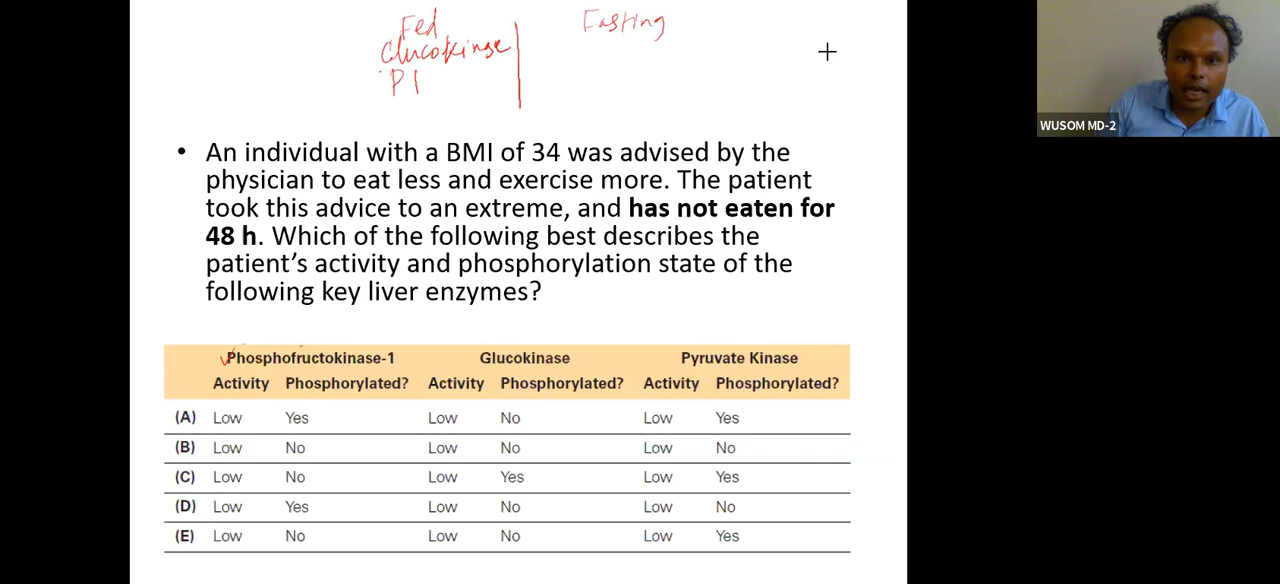 Fed
Fasting
Glucokinse
PI
WUSOM MD-2
• An individual with a BMI of 34 was advised by the
physician to eat less and exercise more. The patient
took this advice to an extreme, and has not eaten for
48 h. Which of the following best describes the
patient's activity and phosphorylation state of the
following key liver enzymes?
Phosphofructokinase-1 Glucokinase Pyruvate Kinase
Activity Phosphorylated? Activity Phosphorylated? Activity Phosphorylated?
(A) Low Yes Low No Low Yes
(B) Low No Low No Low No
(C) Low No Low Yes Low Yes
(D) Low Yes Low No Low No
(E) Low No Low No Low Yes